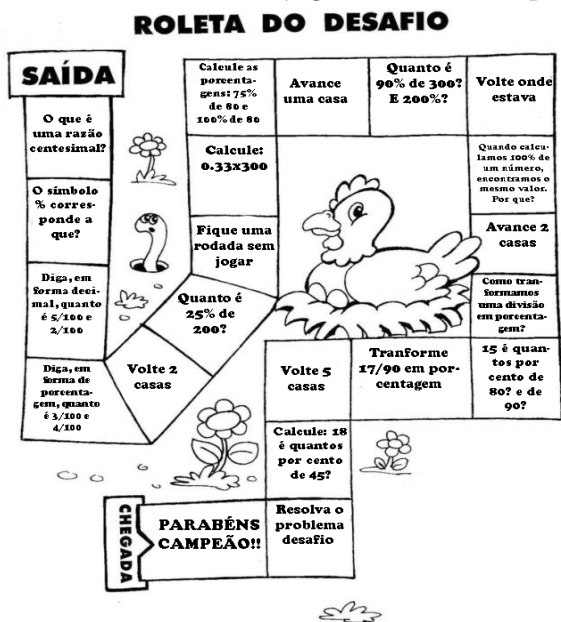 ROLETA DO DESAFIO
SAÍDA
O que é
uma razão
centesimal?
O símbolo
% corres-
ponde a
que?
Diga, em
forma deci-
mal, quanto
é 5/100 e
2/100
Diga, em
forma de
porcenta-
gem, quanto
é 3/100 e
4/100
Volte 2
casas
Quanto é
25% de
200?
Fique uma
rodada sem
jogar
Calcule:
0.33x300
Calcule as
porcenta-
gens: 75%
de 80 e
100% de 80
Avance
uma casa
Quanto é
90% de 300?
E 200%?
Volte onde
estava
Quando calcu-
lamos 100% de
um número,
encontramos o
mesmo valor.
Por que?
Avance 2
casas
Como tran-
formamos
uma divisão
em porcenta-
gem?
15 é quan-
tos por
cento de
80? e de
90?
Tranforme
17/90 em por-
centagem
Volte 5
casas
Calcule: 18
é quantos
por cento
de 45?
Resolva o
problema
desafio
PARABÉNS
CAMPEÃO!!
CHEGADA